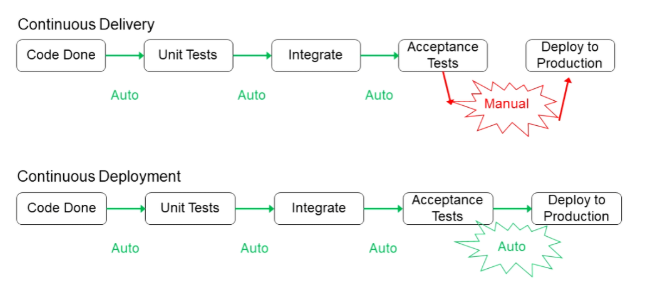 Continuous Delivery
Code Done
Unit Tests
Integrate
Acceptance
Tests
Deploy to
Production
Auto
Auto
Auto
Manual
Continuous Deployment
Code Done
Unit Tests
Integrate
Acceptance
Tests
Deploy to
Production
Auto
Auto
Auto
Auto